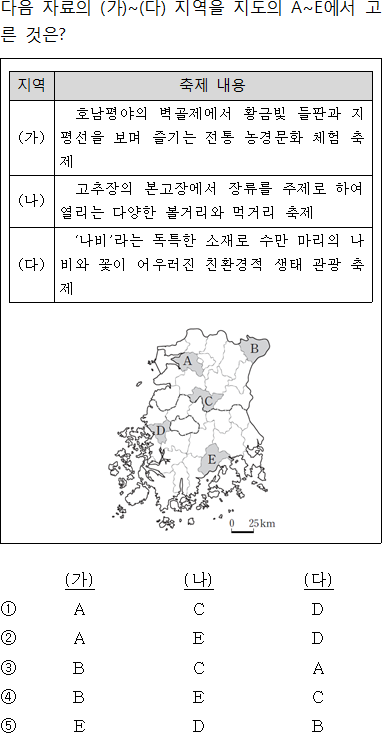 다음 자료의 (가)~(다) 지역을 지도의 A~E에서 고
른 것은?
지역 축제 내용
(가) 호남평야의 벽골제에서 황금빛 들판과 지
평선을 보며 즐기는 전통 농경문화 체험 축
제
(나) 고추장의 본고장에서 장류를 주제로 하여
열리는 다양한 볼거리와 먹거리 축제
(다) ‘나비’라는 독특한 소재로 수만 마리의 나
비와 꽃이 어우러진 친환경적 생태 관광 축
제
B
A
C
D
E
0 25km
(가) (나) (다)
① A C D
② A E D
③ B C A
④ B E C
⑤ E D B